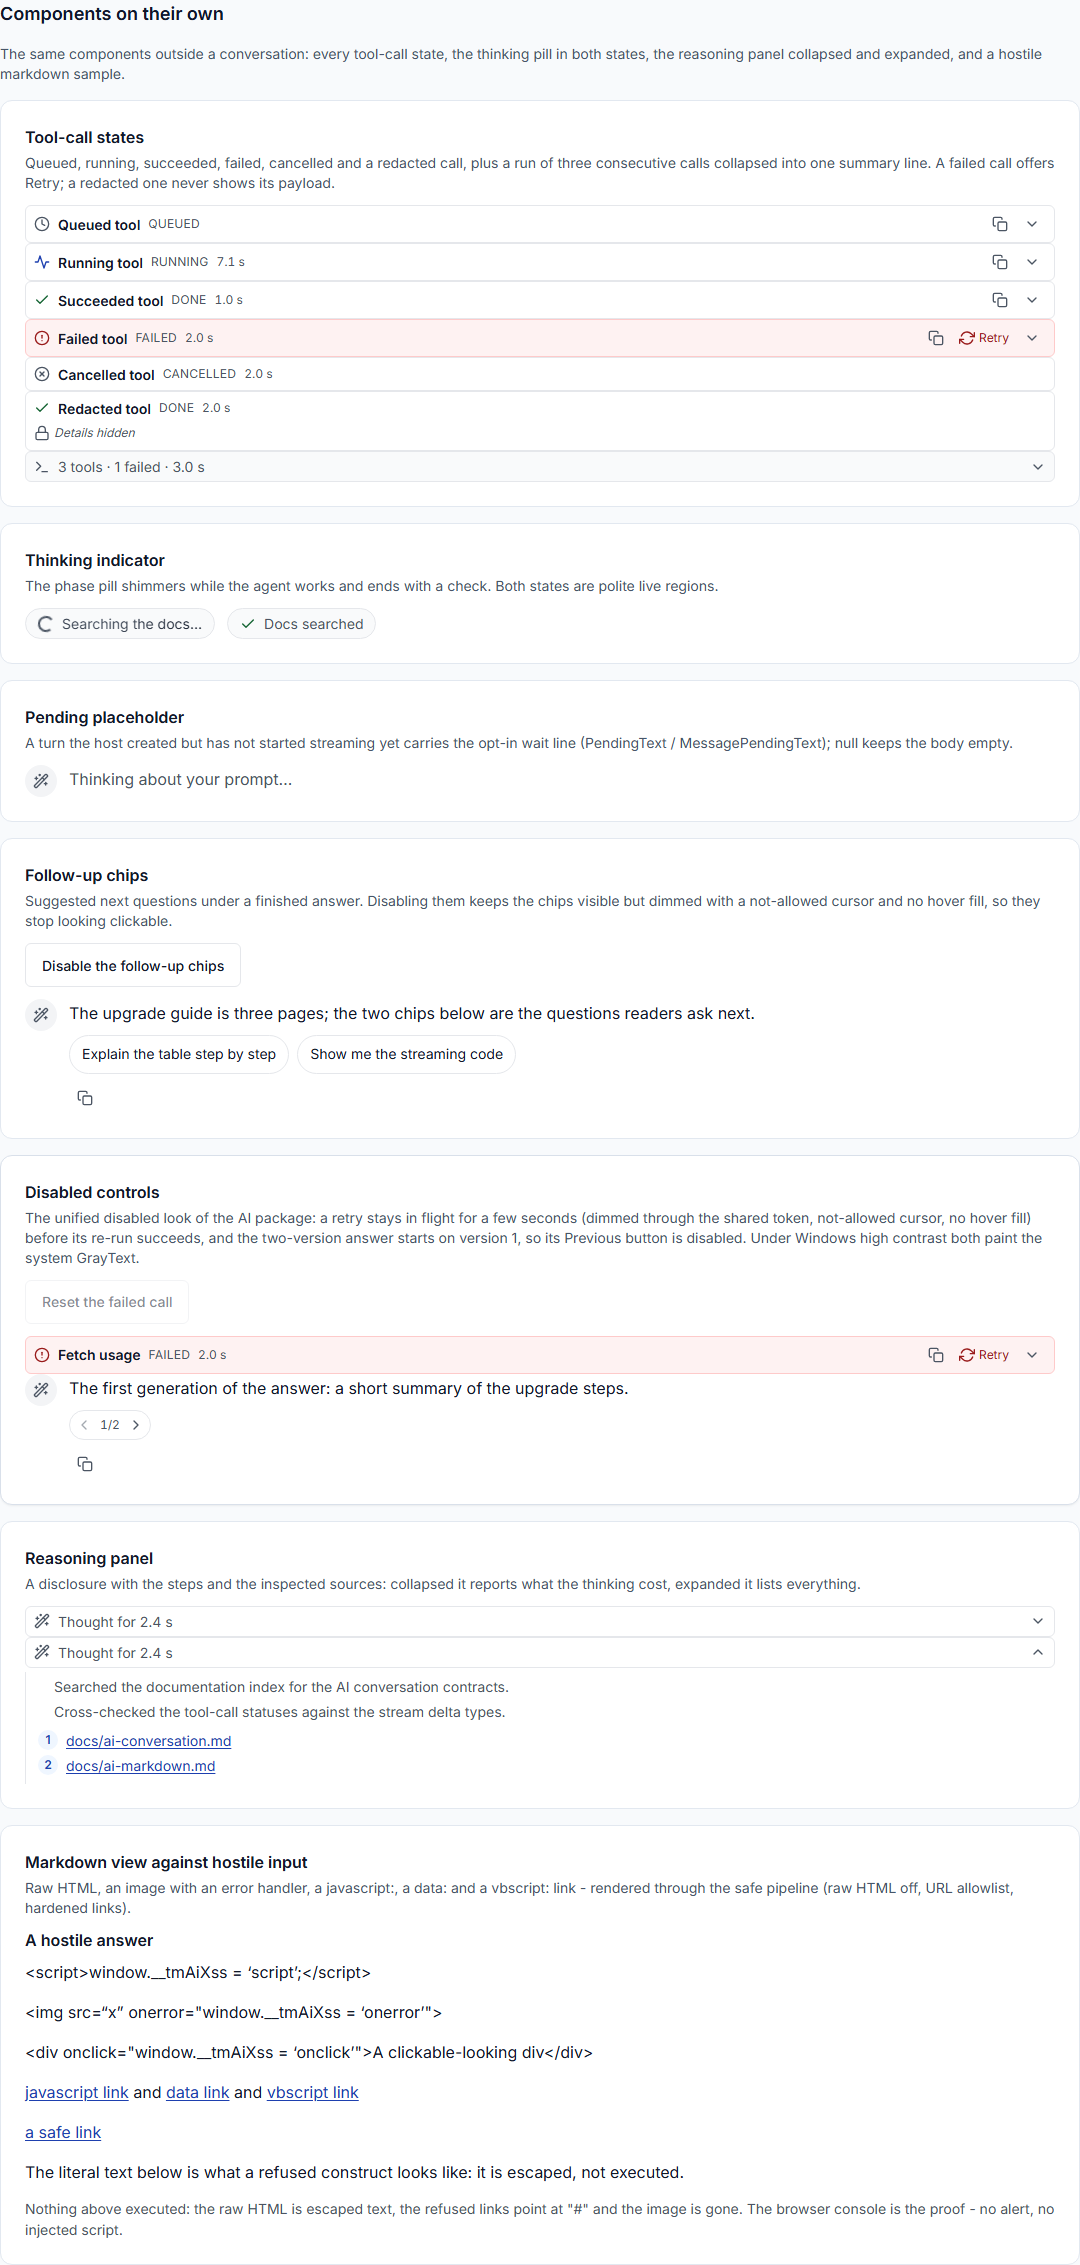 Components on their own
The same components outside a conversation: every tool-call state, the thinking pill in both states, the reasoning panel collapsed and expanded, and a hostile
markdown sample.
Tool-call states
Queued, running, succeeded, failed, cancelled and a redacted call, plus a run of three consecutive calls collapsed into one summary line. A failed call offers
Retry; a redacted one never shows its payload.
Queued tool QUEUED
Running tool RUNNING 7.1 s
Succeeded tool DONE 1.0 s
Failed tool FAILED 2.0 s Retry
Cancelled tool CANCELLED 2.0 s
Redacted tool DONE 2.0 s
Details hidden
3 tools · 1 failed · 3.0 s
Thinking indicator
The phase pill shimmers while the agent works and ends with a check. Both states are polite live regions.
Searching the docs... Docs searched
Pending placeholder
A turn the host created but has not started streaming yet carries the opt-in wait line (PendingText / MessagePendingText); null keeps the body empty.
Thinking about your prompt...
Follow-up chips
Suggested next questions under a finished answer. Disabling them keeps the chips visible but dimmed with a not-allowed cursor and no hover fill, so they
stop looking clickable.
Disable the follow-up chips
The upgrade guide is three pages; the two chips below are the questions readers ask next.
Explain the table step by step Show me the streaming code
Disabled controls
The unified disabled look of the AI package: a retry stays in flight for a few seconds (dimmed through the shared token, not-allowed cursor, no hover fill)
before its re-run succeeds, and the two-version answer starts on version 1, so its Previous button is disabled. Under Windows high contrast both paint the
system GrayText.
Reset the failed call
Fetch usage FAILED 2.0 s Retry
The first generation of the answer: a short summary of the upgrade steps.
1/2
Reasoning panel
A disclosure with the steps and the inspected sources: collapsed it reports what the thinking cost, expanded it lists everything.
Thought for 2.4 s
Thought for 2.4 s
Searched the documentation index for the AI conversation contracts.
Cross-checked the tool-call statuses against the stream delta types.
1 docs/ai-conversation.md
2 docs/ai-markdown.md
Markdown view against hostile input
Raw HTML, an image with an error handler, a javascript:, a data: and a vbscript: link - rendered through the safe pipeline (raw HTML off, URL allowlist,
hardened links).
A hostile answer
<script>window.__tmAiXss = ‘script’;</script>
<img src=“x” onerror="window.__tmAiXss = ‘onerror’">
<div onclick="window.__tmAiXss = ‘onclick’">A clickable-looking div</div>
javascript link and data link and vbscript link
a safe link
The literal text below is what a refused construct looks like: it is escaped, not executed.
Nothing above executed: the raw HTML is escaped text, the refused links point at "#" and the image is gone. The browser console is the proof - no alert, no
injected script.